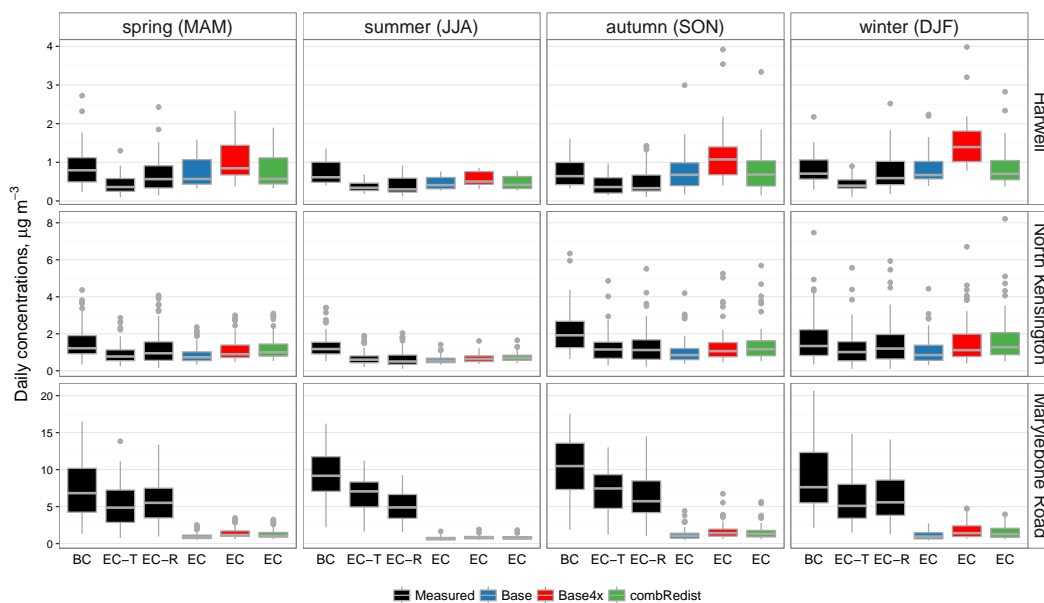 spring (MAM) summer (JJA) autumn (SON) winter (DJF)
Daily concentrations, µg m⁻³
4
3
2
1
0
Harwell
8
6
4
2
0
North Kensington
20
15
10
5
0
Marylebone Road
BC EC−T EC−R EC EC EC BC EC−T EC−R EC EC EC BC EC−T EC−R EC EC EC BC EC−T EC−R EC EC EC
Measured Base Base4x combRedist